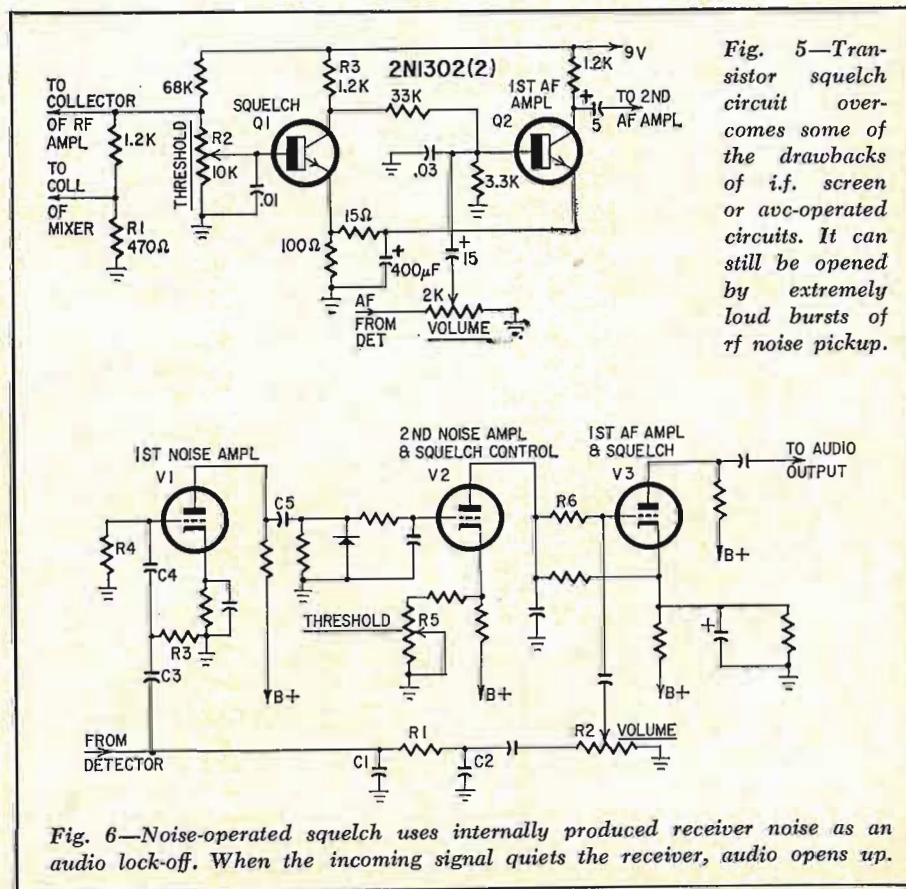 TO
COLLECTOR
OF RF
AMPL
1.2K
TO
COLL
OF
MIXER
R1
470Ω
68K
R2
10K
THRESHOLD
.01
SQUELCH
Q1
R3
1.2K
2N1302(2)
33K
.03
3.3K
15Ω
100Ω
+
400μF
+
15
2K
AF
FROM
DET
VOLUME
1ST AF
AMPL
Q2
1.2K
9V
+
5
TO 2ND
AF AMPL
Fig. 5—Tran-
sistor squelch
circuit over-
comes some of
the drawbacks
of i.f. screen
or avc-operated
circuits. It can
still be opened
by extremely
loud bursts of
rf noise pickup.
1ST NOISE AMPL
V1
R4
C4
R3
C3
C5
B+
FROM
DETECTOR
2ND NOISE AMPL
& SQUELCH CONTROL
V2
THRESHOLD
R5
B+
R6
1ST AF AMPL
& SQUELCH
V3
TO AUDIO
OUTPUT
B+
+
B+
C1
R1
C2
R2
VOLUME
Fig. 6—Noise-operated squelch uses internally produced receiver noise as an
audio lock-off. When the incoming signal quiets the receiver, audio opens up.